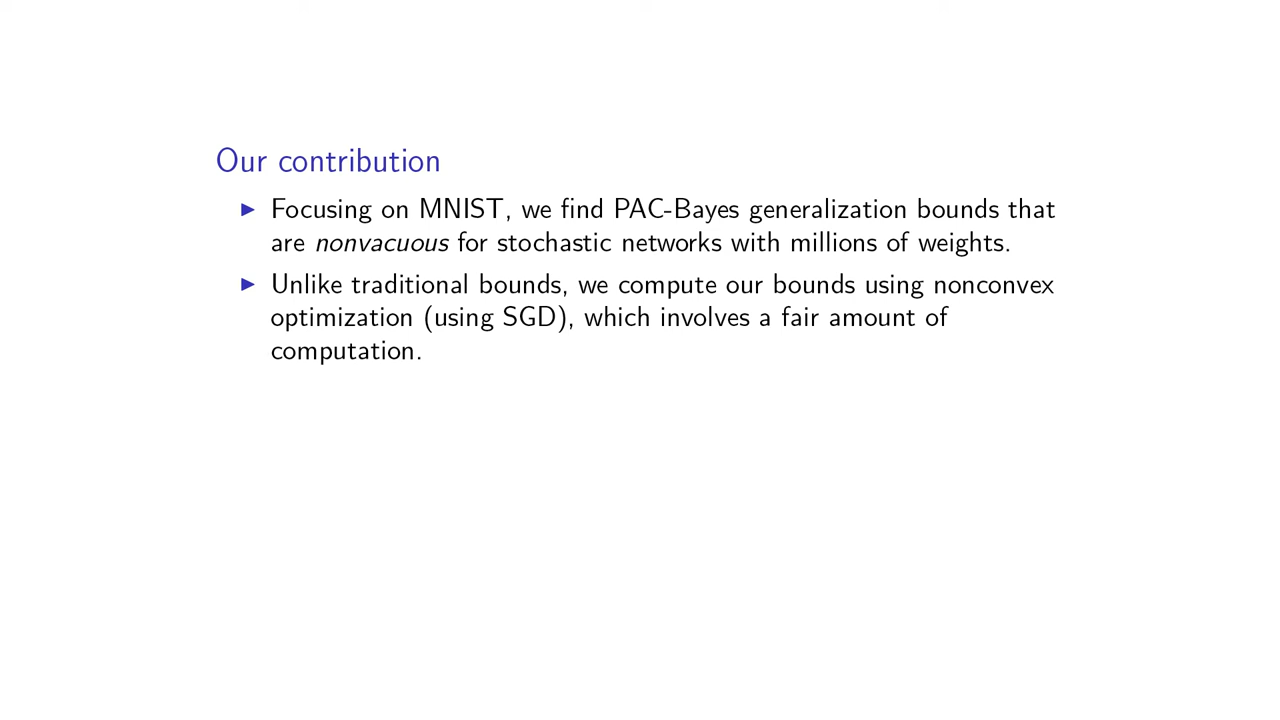 Our contribution
▶ Focusing on MNIST, we find PAC-Bayes generalization bounds that
are nonvacuous for stochastic networks with millions of weights.
▶ Unlike traditional bounds, we compute our bounds using nonconvex
optimization (using SGD), which involves a fair amount of
computation.